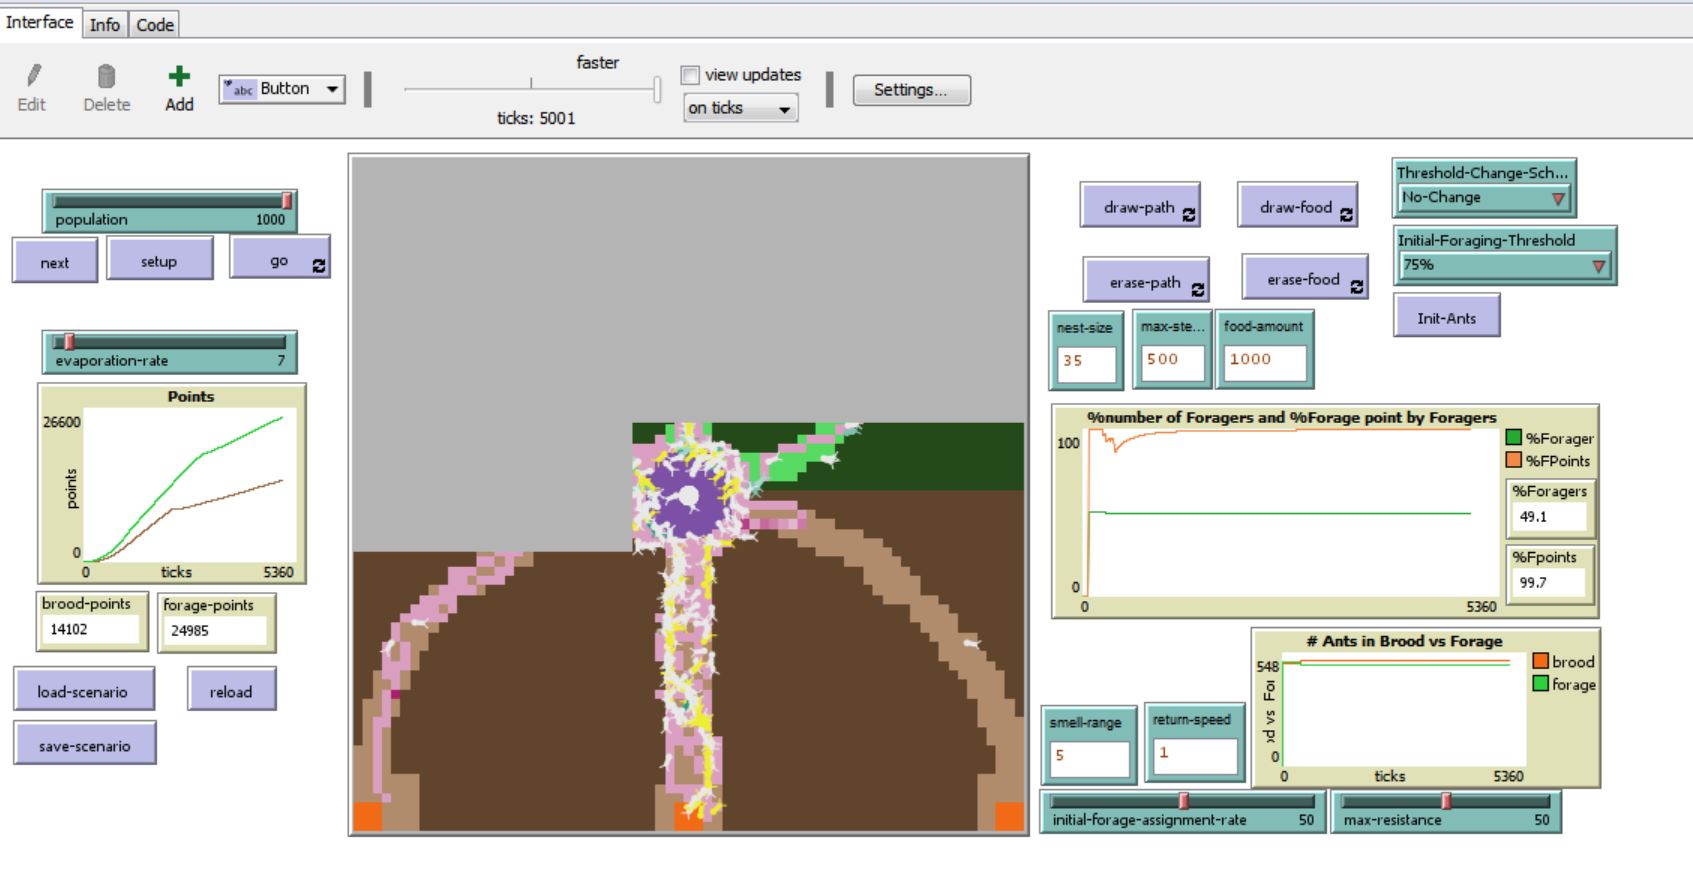 Interface Info Code
Edit Delete Add abc Button
faster
ticks: 5001
view updates
on ticks
Settings...
population 1000
next setup go
evaporation-rate 7
Points
26600
points
0
0 ticks 5360
brood-points
14102
forage-points
24985
load-scenario reload
save-scenario
draw-path draw-food
erase-path erase-food
Threshold-Change-Sch...
No-Change
Initial-Foraging-Threshold
75%
Init-Ants
nest-size
35
max-ste...
500
food-amount
1000
%number of Foragers and %Forage point by Foragers
100
0
0 5360
%Forager
%FPoints
%Foragers
49.1
%Fpoints
99.7
# Ants in Brood vs Forage
548
od vs For
0
0 ticks 5360
brood
forage
smell-range
5
return-speed
1
initial-forage-assignment-rate 50
max-resistance 50